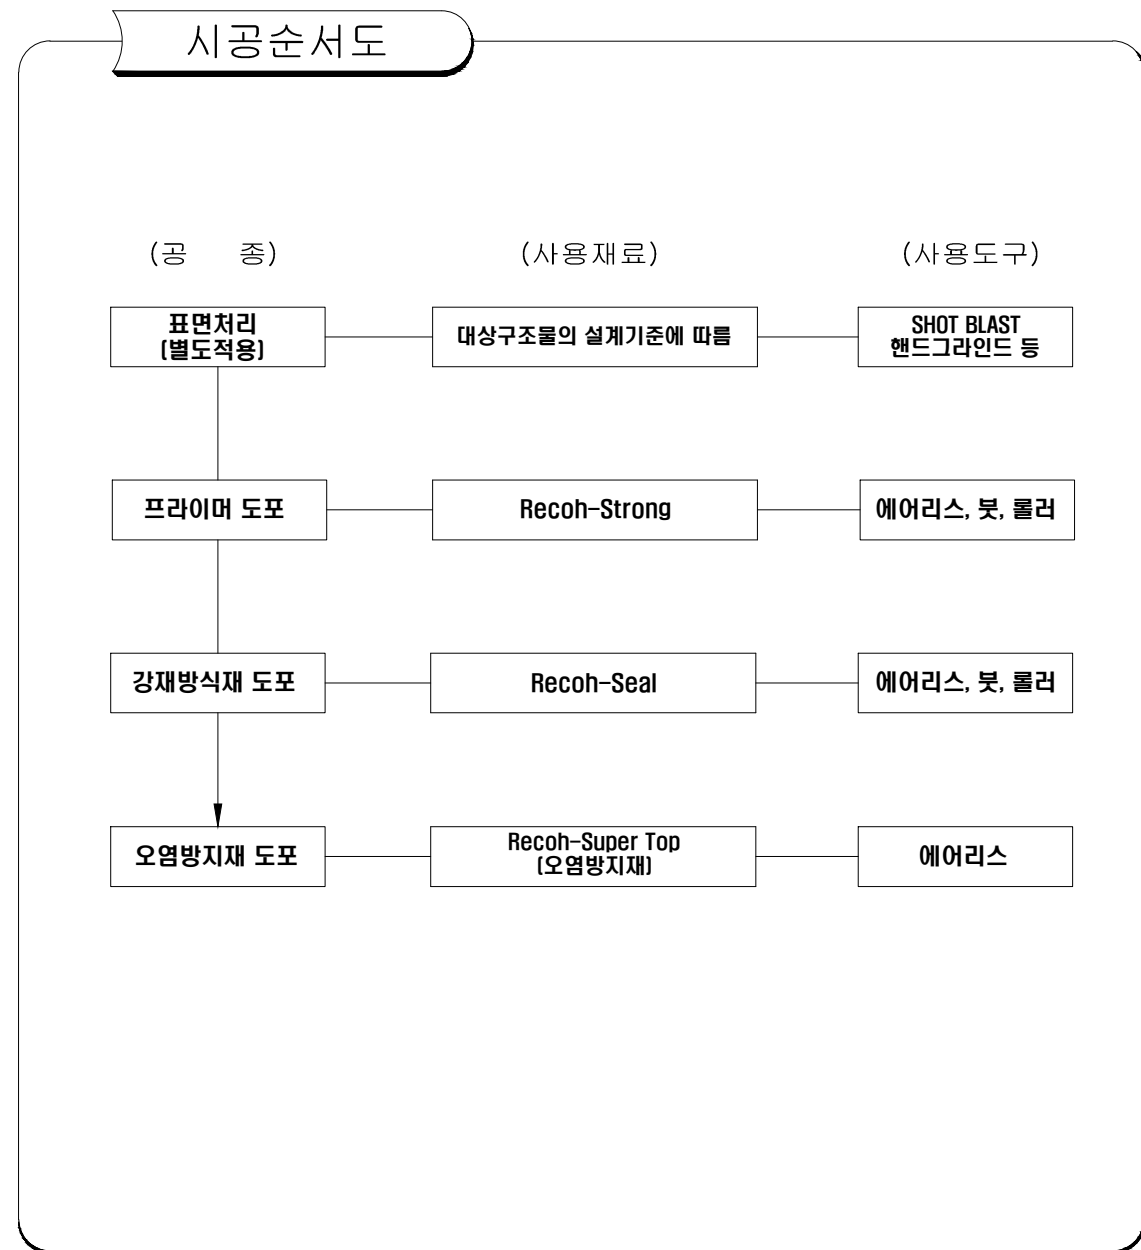 시공순서도
(공 종)
(사용재료)
(사용도구)
표면처리
(별도적용)
대상구조물의 설계기준에 따름
SHOT BLAST
핸드그라인드 등
프라이머 도포
Recoh-Strong
에어리스, 붓, 롤러
강재방식재 도포
Recoh-Seal
에어리스, 붓, 롤러
오염방지재 도포
Recoh-Super Top
(오염방지재)
에어리스